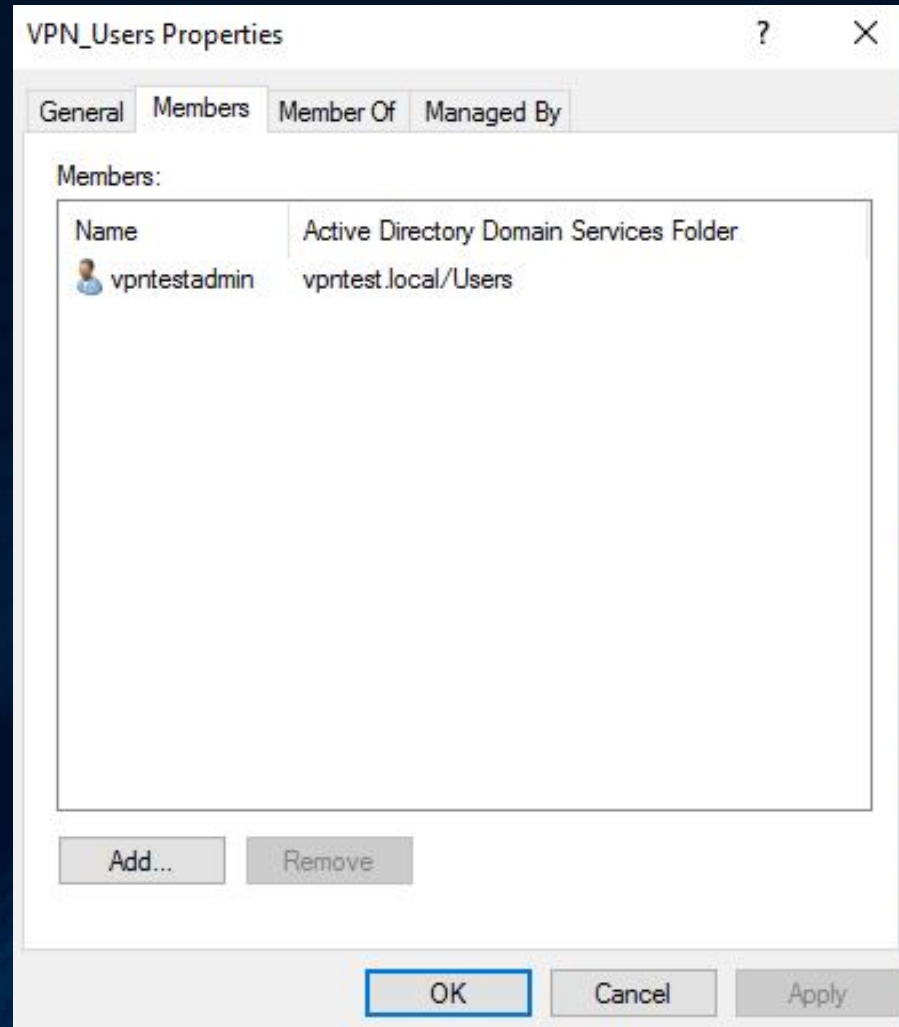 VPN_Users Properties ? ×
General Members Member Of Managed By
Members:
Name Active Directory Domain Services Folder
vpntestadmin vpntest.local/Users
Add... Remove
OK Cancel Apply